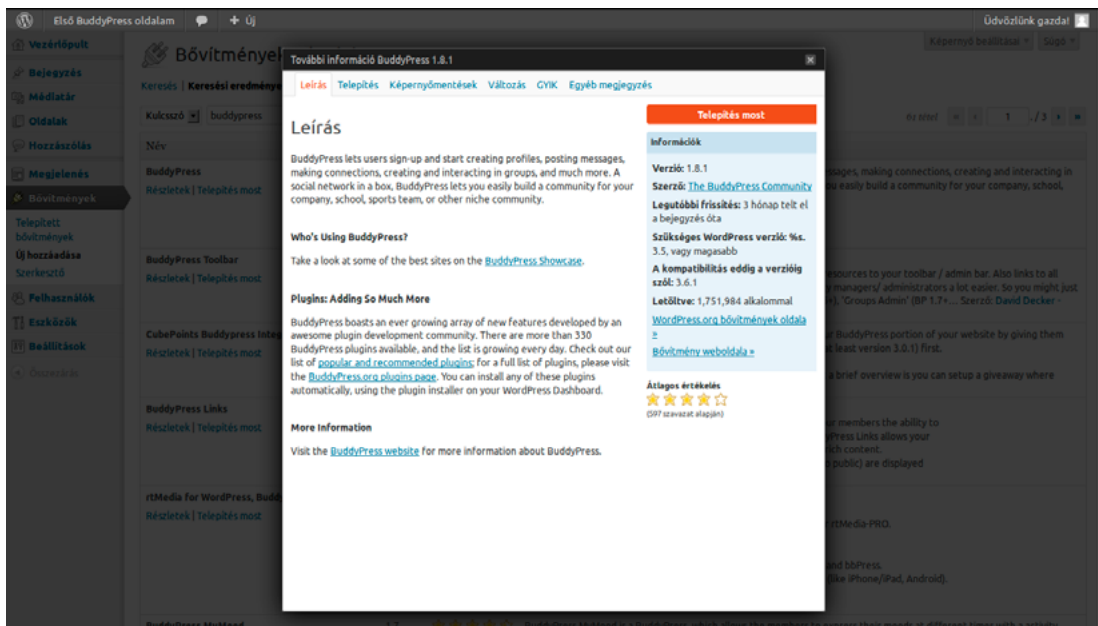 Első BuddyPress oldalam
Új
Üdvözlünk gazda!
Vezérlőpult
Bejegyzés
Médiatár
Oldalak
Hozzászólás
Megjelenés
Bővítmények
Telepített
bővítmények
Új hozzáadása
Szerkesztő
Felhasználók
Eszközök
Beállítások
Összezárás
Képernyő beállításai
Súgó
Bővítmények
Keresés | Keresési eredménye
Kulcsszó
buddypress
1 / 3
Név
BuddyPress
Részletek | Telepítés most
BuddyPress Toolbar
Részletek | Telepítés most
CubePoints Buddypress Integ
Részletek | Telepítés most
BuddyPress Links
Részletek | Telepítés most
rtMedia for WordPress, Budd
Részletek | Telepítés most
További információ BuddyPress 1.8.1
Leírás Telepítés Képernyőmentések Változás GYIK Egyéb megjegyzés
Leírás
BuddyPress lets users sign-up and start creating profiles, posting messages,
making connections, creating and interacting in groups, and much more. A
social network in a box, BuddyPress lets you easily build a community for your
company, school, sports team, or other niche community.
Who's Using BuddyPress?
Take a look at some of the best sites on the BuddyPress Showcase.
Plugins: Adding So Much More
BuddyPress boasts an ever growing array of new features developed by an
awesome plugin development community. There are more than 330
BuddyPress plugins available, and the list is growing every day. Check out our
list of popular and recommended plugins; for a full list of plugins, please visit
the BuddyPress.org plugins page. You can install any of these plugins
automatically, using the plugin installer on your WordPress Dashboard.
More Information
Visit the BuddyPress website for more information about BuddyPress.
Telepítés most
Információk
Verzió: 1.8.1
Szerző: The BuddyPress Community
Legutóbbi frissítés: 3 hónap telt el
a bejegyzés óta
Szükséges WordPress verzió: %s.
3.5, vagy magasabb
A kompatibilitás eddig a verzióig
szól: 3.6.1
Letöltve: 1,751,984 alkalommal
WordPress.org bővítmények oldala
»
Bővítmény weboldala »
Átlagos értékelés
(597 szavazat alapján)
ssages, making connections, creating and interacting in
ou easily build a community for your company, school,
esources to your toolbar / admin bar. Also links to all
y managers/ administrators a lot easier. So you might just
+), 'Groups Admin' (BP 1.7+... Szerző: David Decker -
r BuddyPress portion of your website by giving them
t least version 3.0.1) first.
a brief overview is you can setup a giveaway where
ur members the ability to
yPress Links allows your
rich content.
o public) are displayed
r rtMedia-PRO.
and bbPress.
(like iPhone/iPad, Android).